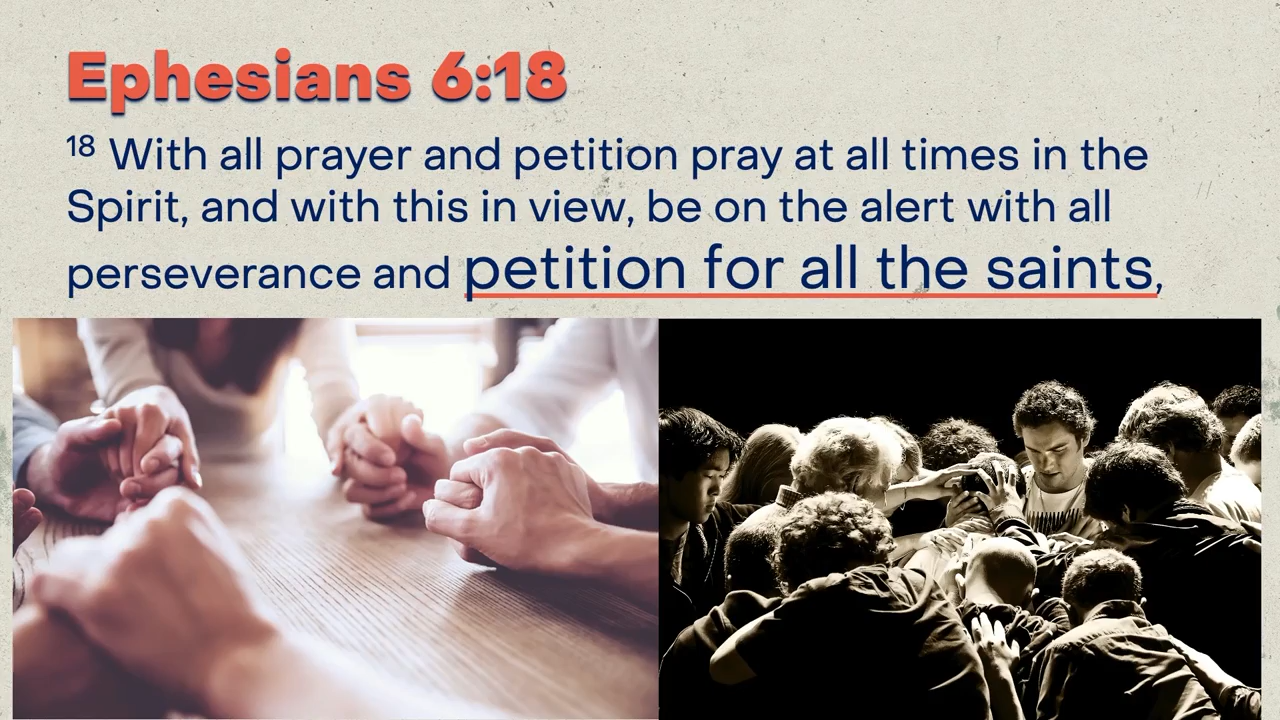 Ephesians 6:18
18 With all prayer and petition pray at all times in the
Spirit, and with this in view, be on the alert with all
perseverance and petition for all the saints,